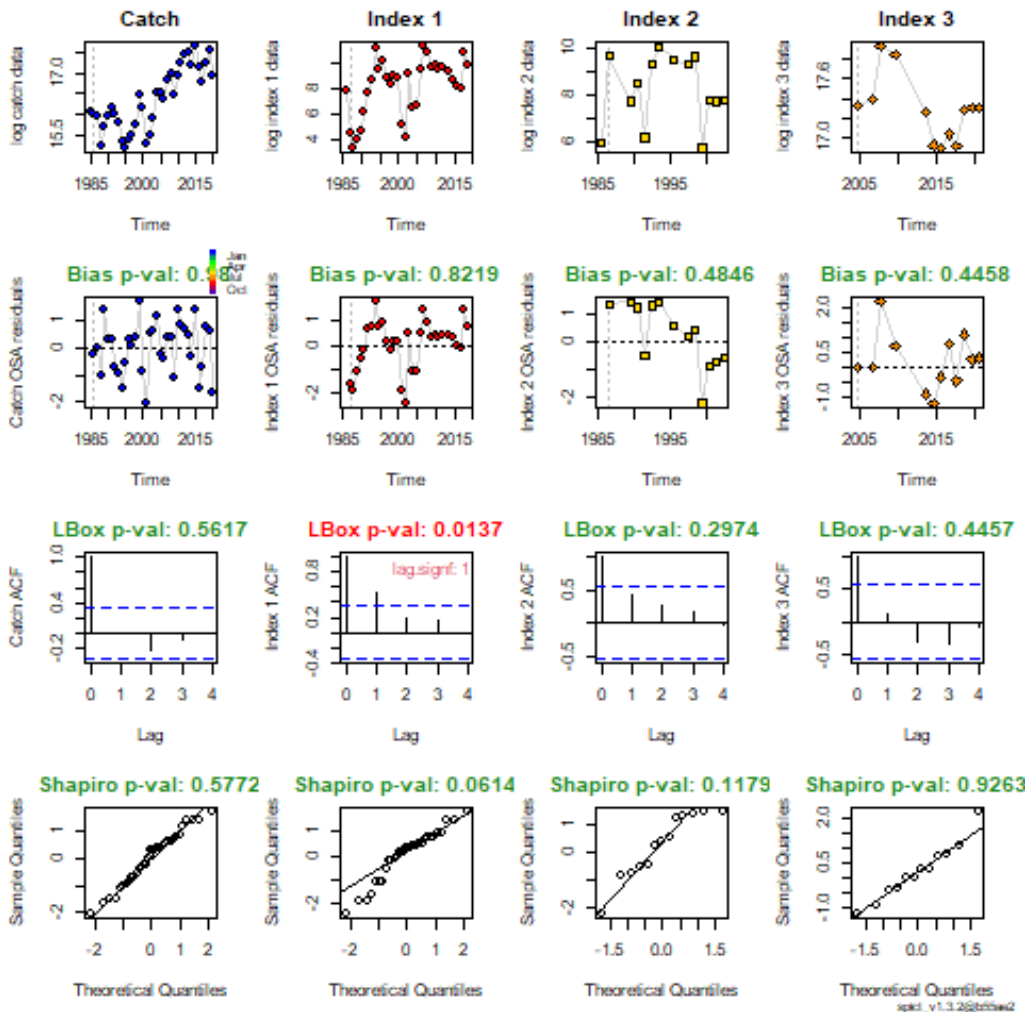 Catch
Index 1
Index 2
Index 3
log catch data
15.5
17.0
1985
2000
2015
Time
log index 1 data
4
6
8
1985
2000
2015
Time
log index 2 data
6
8
10
1985
1995
Time
log index 3 data
17.0
17.6
2005
2015
Time
Bias p-val:
Jan
Apr
Jul
Oct
Bias p-val: 0.8219
Bias p-val: 0.4846
Bias p-val: 0.4458
Catch OSA residuals
-2
0
1
1985
2000
2015
Time
Index 1 OSA residuals
-2
0
1
1985
2000
2015
Time
Index 2 OSA residuals
-2
0
1
1985
1995
Time
Index 3 OSA residuals
-1.0
0.5
2.0
2005
2015
Time
LBox p-val: 0.5617
LBox p-val: 0.0137
LBox p-val: 0.2974
LBox p-val: 0.4457
Catch ACF
-0.2
0.4
1.0
0 1 2 3 4
Lag
Index 1 ACF
-0.4
0.2
0.8
lag.signf: 1
0 1 2 3 4
Lag
Index 2 ACF
-0.5
0.5
0 1 2 3 4
Lag
Index 3 ACF
-0.5
0.5
0 1 2 3 4
Lag
Shapiro p-val: 0.5772
Shapiro p-val: 0.0614
Shapiro p-val: 0.1179
Shapiro p-val: 0.9263
Sample Quantiles
-2
0
1
-2 0 1 2
Theoretical Quantiles
Sample Quantiles
-2
0
1
-2 0 1 2
Theoretical Quantiles
Sample Quantiles
-2
0
1
-1.5 0.0 1.5
Theoretical Quantiles
Sample Quantiles
-1.0
0.5
2.0
-1.5 0.0 1.5
Theoretical Quantiles